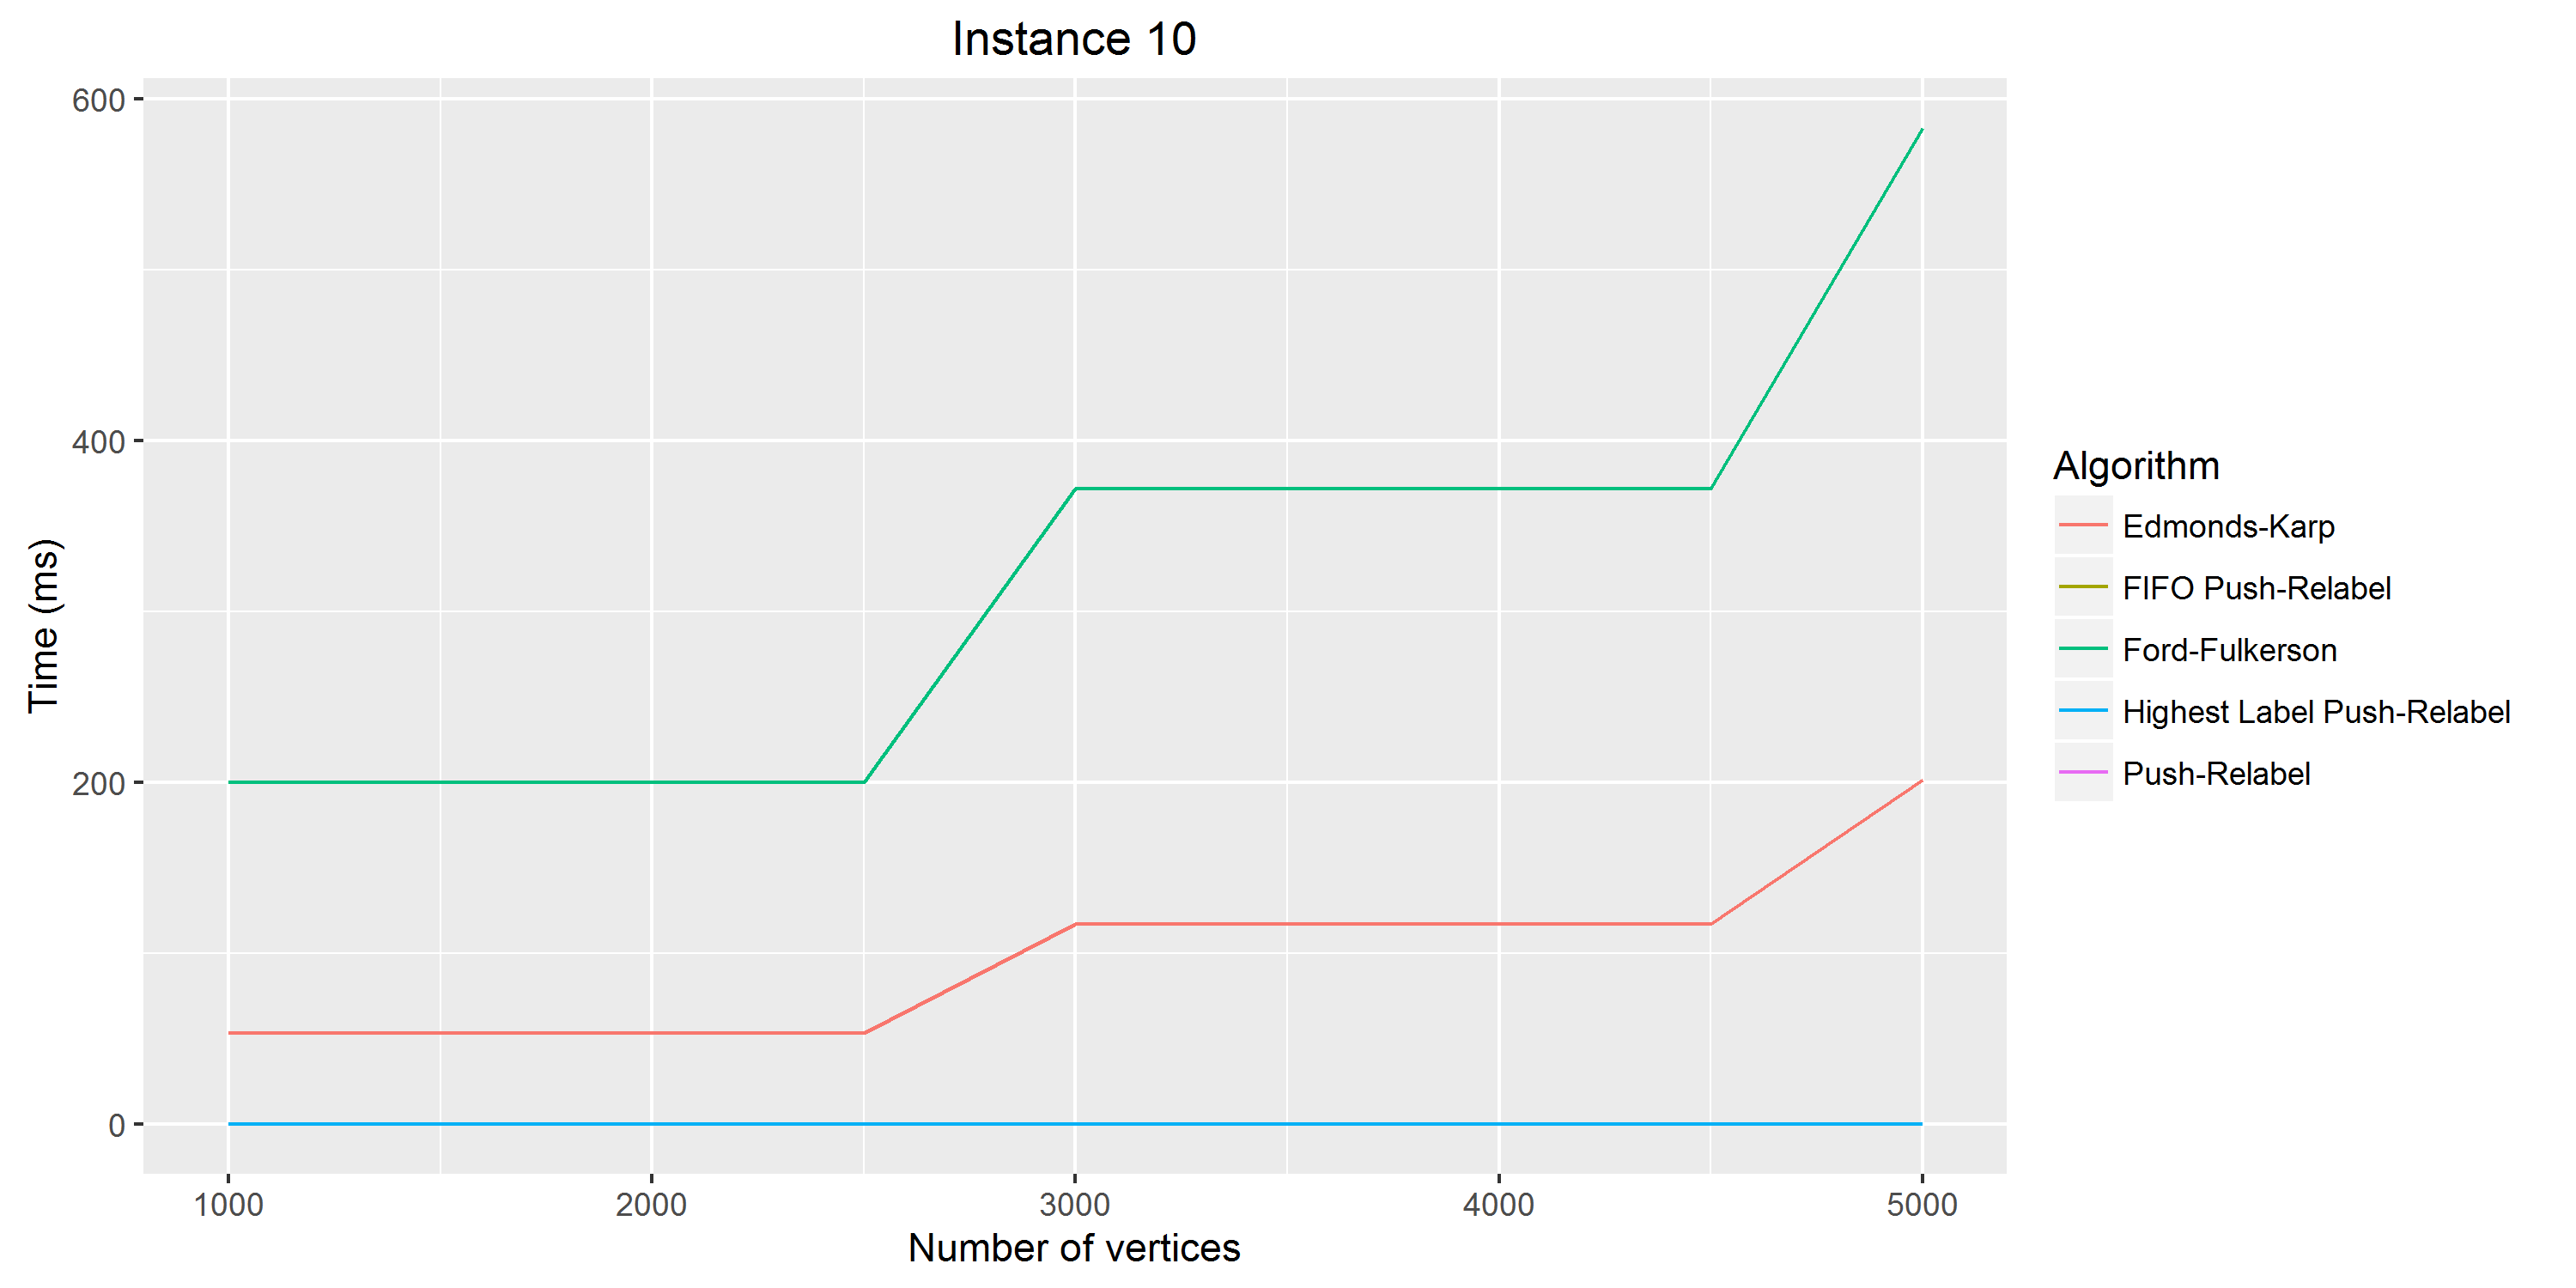 Instance 10
600
400
200
0
Time (ms)
1000 2000 3000 4000 5000
Number of vertices
Algorithm
Edmonds-Karp
FIFO Push-Relabel
Ford-Fulkerson
Highest Label Push-Relabel
Push-Relabel